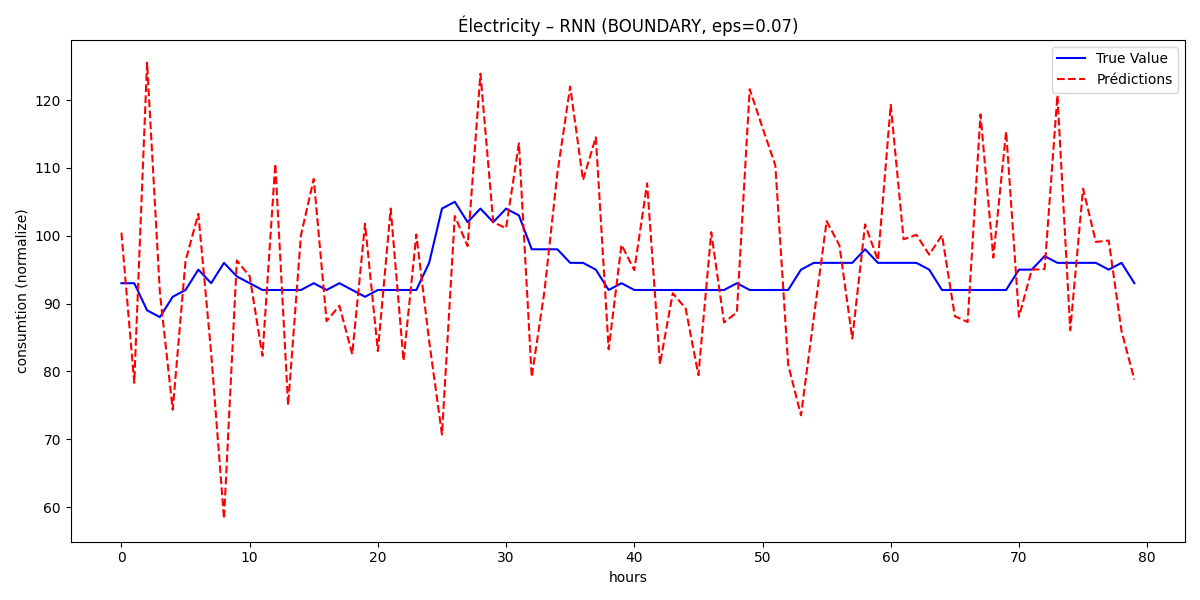 Électricity – RNN (BOUNDARY, eps=0.07)
True Value
Prédictions
consumtion (normalize)
120
110
100
90
80
70
60
0 10 20 30 40 50 60 70 80
hours